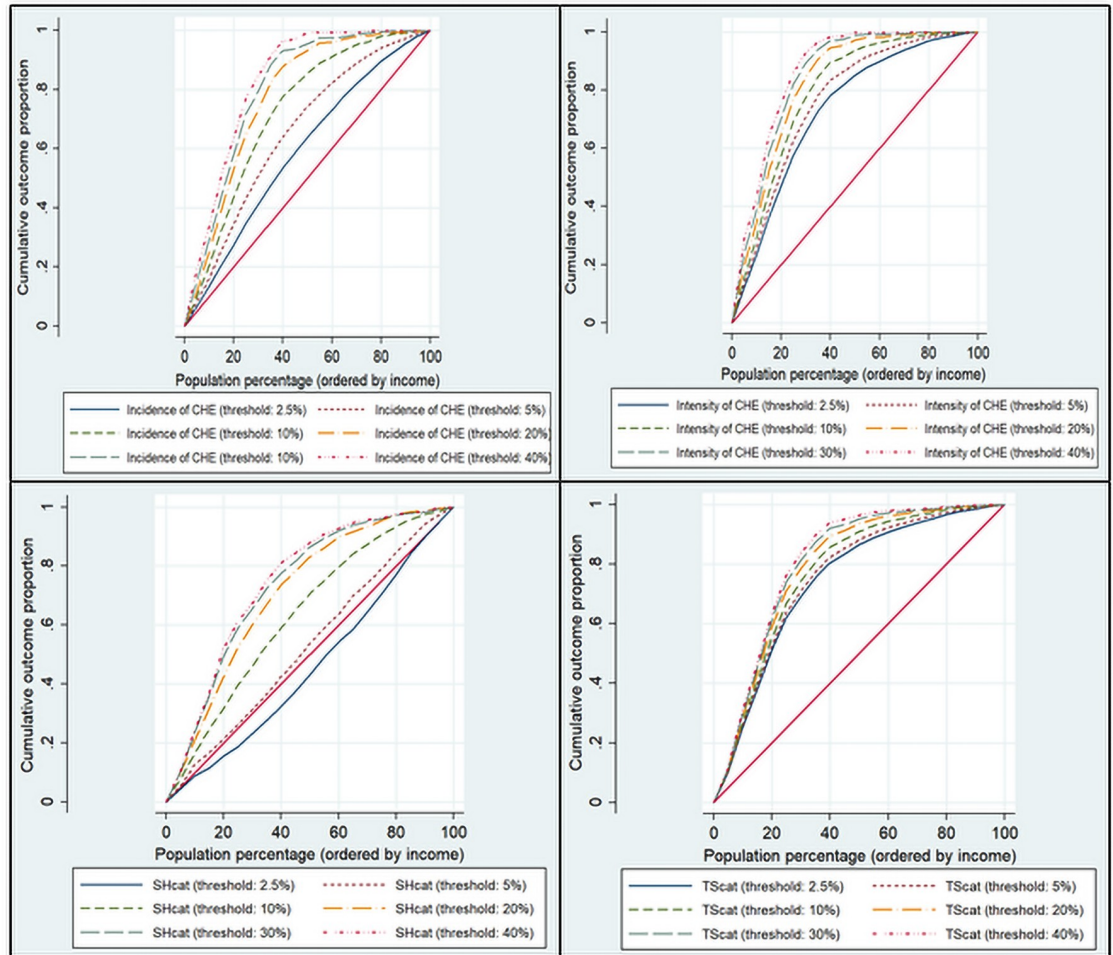 Cumulative outcome proportion
1
.8
.6
.4
.2
0
0 20 40 60 80 100
Population percentage (ordered by income)
Incidence of CHE (threshold: 2.5%) Incidence of CHE (threshold: 5%)
Incidence of CHE (threshold: 10%) Incidence of CHE (threshold: 20%)
Incidence of CHE (threshold: 10%) Incidence of CHE (threshold: 40%)
Cumulative outcome proportion
1
.8
.6
.4
.2
0
0 20 40 60 80 100
Population percentage (ordered by income)
Intensity of CHE (threshold: 2.5%) Intensity of CHE (threshold: 5%)
Intensity of CHE (threshold: 10%) Intensity of CHE (threshold: 20%)
Intensity of CHE (threshold: 30%) Intensity of CHE (threshold: 40%)
Cumulative outcome proportion
1
.8
.6
.4
.2
0
0 20 40 60 80 100
Population percentage (ordered by income)
SHcat (threshold: 2.5%) SHcat (threshold: 5%)
SHcat (threshold: 10%) SHcat (threshold: 20%)
SHcat (threshold: 30%) SHcat (threshold: 40%)
Cumulative outcome proportion
1
.8
.6
.4
.2
0
0 20 40 60 80 100
Population percentage (ordered by income)
TScat (threshold: 2.5%) TScat (threshold: 5%)
TScat (threshold: 10%) TScat (threshold: 20%)
TScat (threshold: 30%) TScat (threshold: 40%)